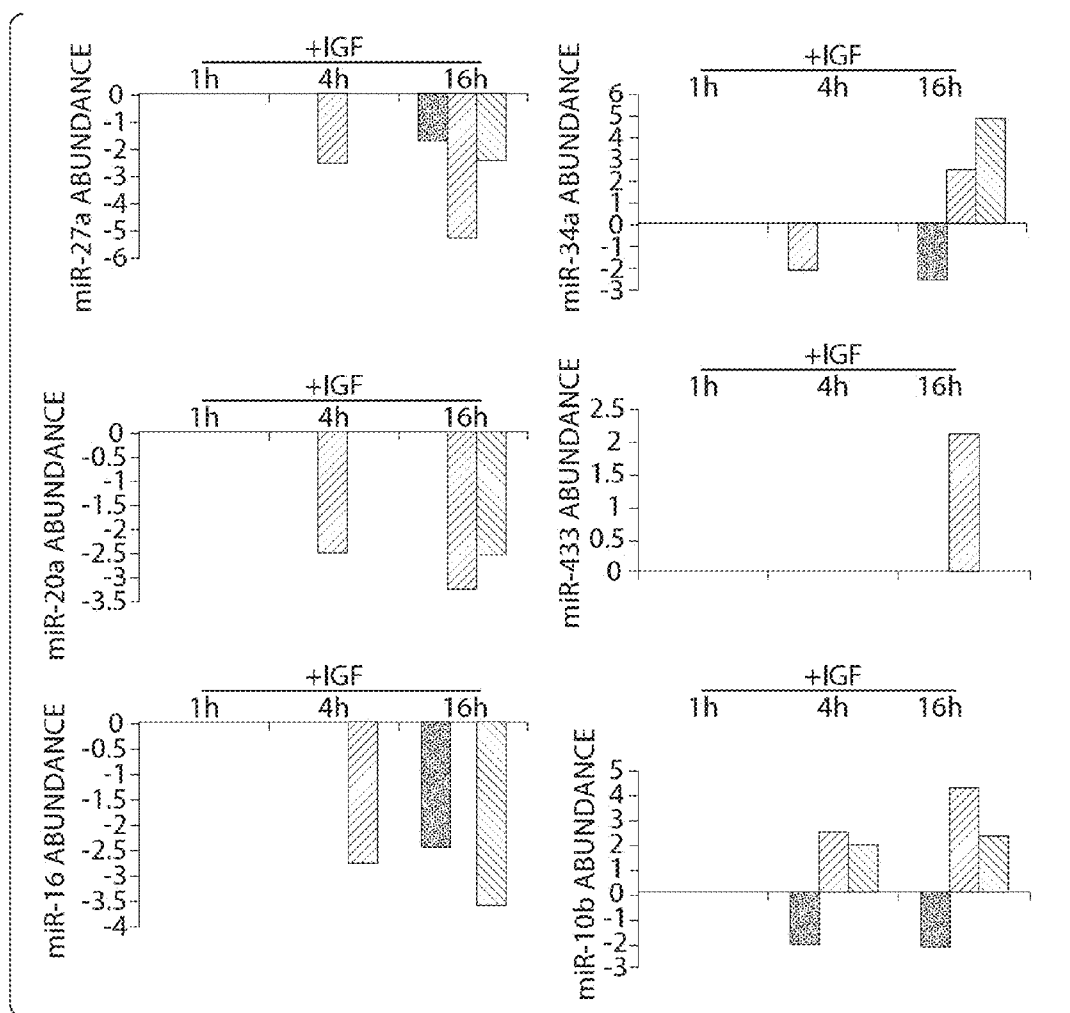 +IGF
1h 4h 16h
miR-27a ABUNDANCE
0
-1
-2
-3
-4
-5
-6
+IGF
1h 4h 16h
miR-34a ABUNDANCE
6
5
4
3
2
1
0
-1
-2
-3
+IGF
1h 4h 16h
miR-20a ABUNDANCE
0
-0.5
-1
-1.5
-2
-2.5
-3
-3.5
+IGF
1h 4h 16h
miR-433 ABUNDANCE
2.5
2
1.5
1
0.5
0
+IGF
1h 4h 16h
miR-16 ABUNDANCE
0
-0.5
-1
-1.5
-2
-2.5
-3
-3.5
-4
+IGF
1h 4h 16h
miR-10b ABUNDANCE
5
4
3
2
1
0
-1
-2
-3